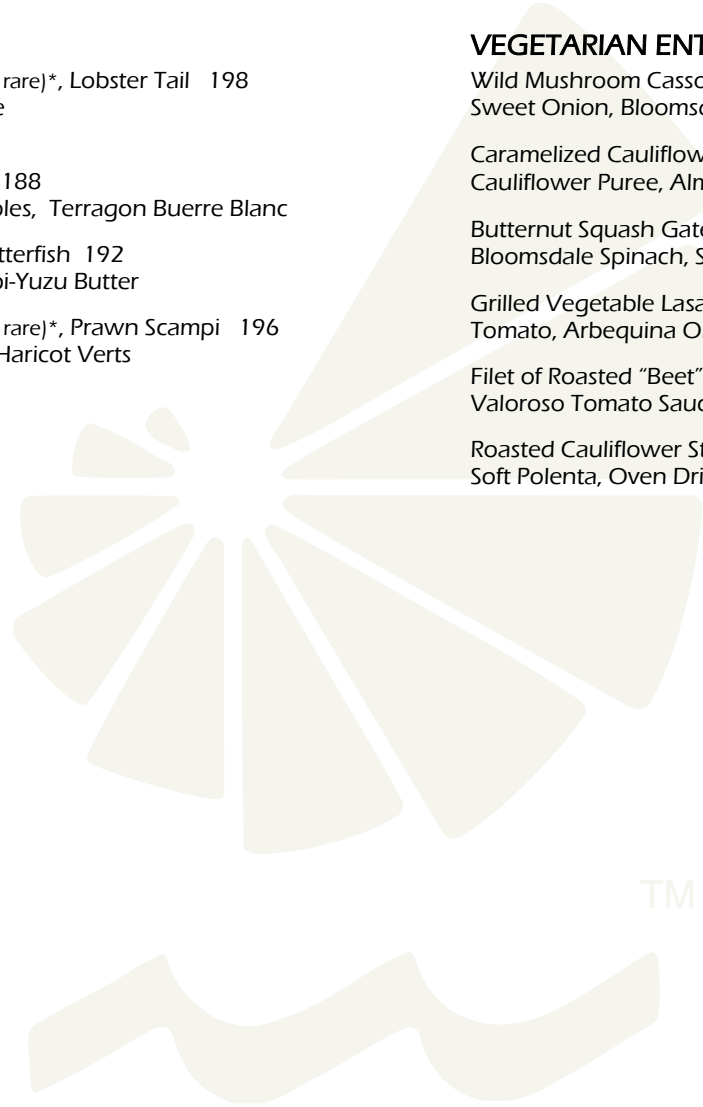 rare)*, Lobster Tail 198
e
188
les, Terragon Buerre Blanc
tterfish 192
i-Yuzu Butter
rare)*, Prawn Scampi 196
Haricot Verts
VEGETARIAN ENT
Wild Mushroom Casso
Sweet Onion, Bloomsd
Caramelized Cauliflow
Cauliflower Puree, Alm
Butternut Squash Gate
Bloomsdale Spinach, S
Grilled Vegetable Lasa
Tomato, Arbequina O
Filet of Roasted “Beet”
Valoroso Tomato Sauc
Roasted Cauliflower St
Soft Polenta, Oven Dri
TM